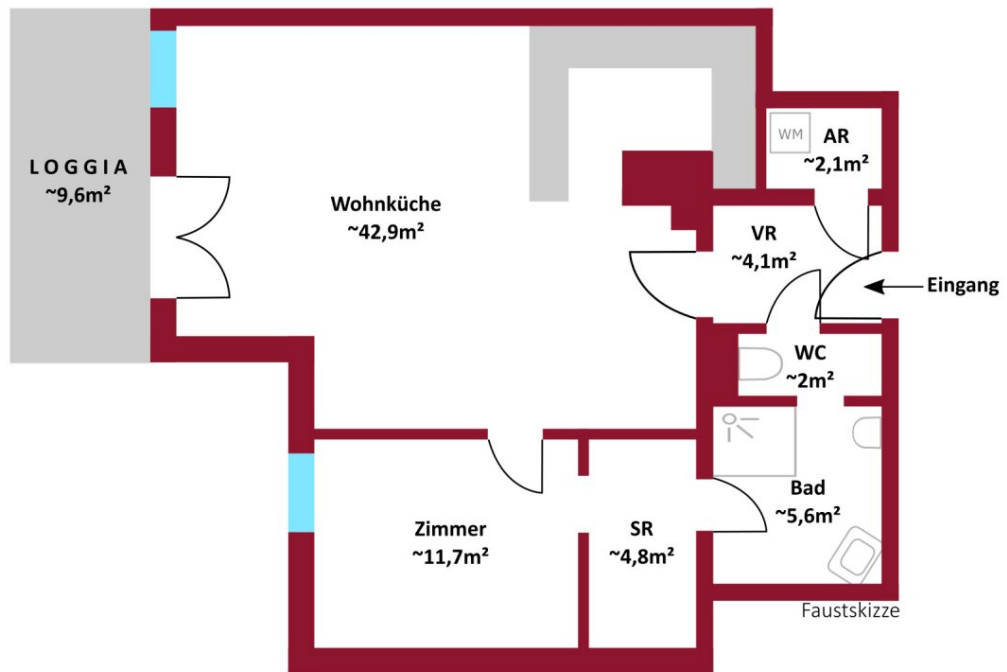 LOGGIA
~9,6m²
Wohnküche
~42,9m²
WM
AR
~2,1m²
VR
~4,1m²
Eingang
WC
~2m²
Bad
~5,6m²
Zimmer
~11,7m²
SR
~4,8m²
Faustskizze